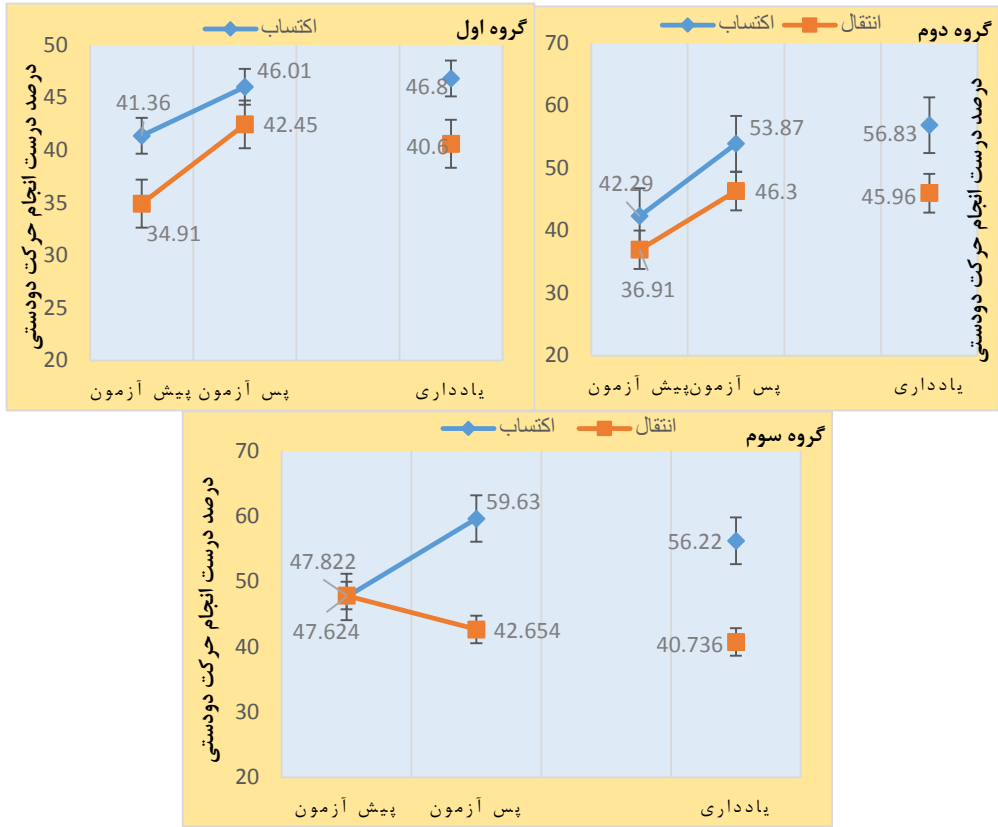 گروه اول
اکتساب
درصد درست انجام حرکت دودستی
50
45
40
35
30
25
20
41.36
46.01
46.8
34.91
42.45
40.6
پیش آزمون
پس آزمون
یادداری
گروه دوم
اکتساب
انتقال
درصد درست انجام حرکت دودستی
70
60
50
40
30
20
42.29
53.87
56.83
36.91
46.3
45.96
پیش آزمون
پس آزمون
یادداری
گروه سوم
اکتساب
انتقال
درصد درست انجام حرکت دودستی
70
60
50
40
30
20
47.822
59.63
56.22
47.624
42.654
40.736
پیش آزمون
پس آزمون
یادداری